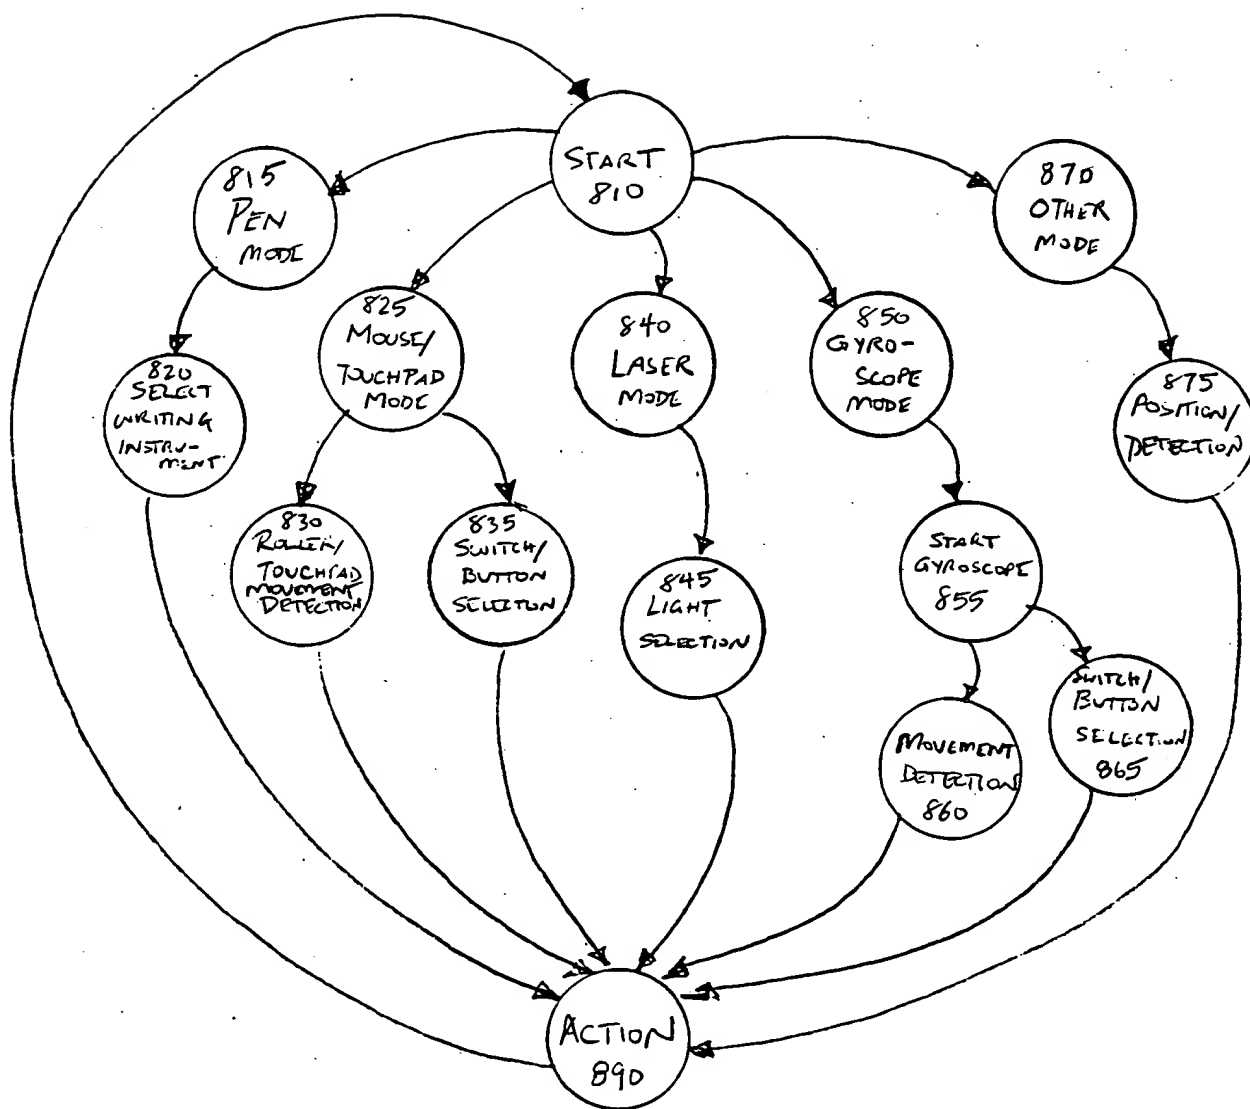 START
810
815
PEN
MODE
870
OTHER
MODE
825
MOUSE/
TOUCHPAD
MODE
840
LASER
MODE
850
GYRO-
SCOPE
MODE
820
SELECT
WRITING
INSTRU-
MENT
875
POSITION/
DETECTION
830
ROLLER/
TOUCHPAD
MOVEMENT
DETECTION
835
SWITCH/
BUTTON
SELECTION
845
LIGHT
SELECTION
START
GYROSCOPE
855
MOVEMENT
DETECTION
860
SWITCH/
BUTTON
SELECTION
865
ACTION
890